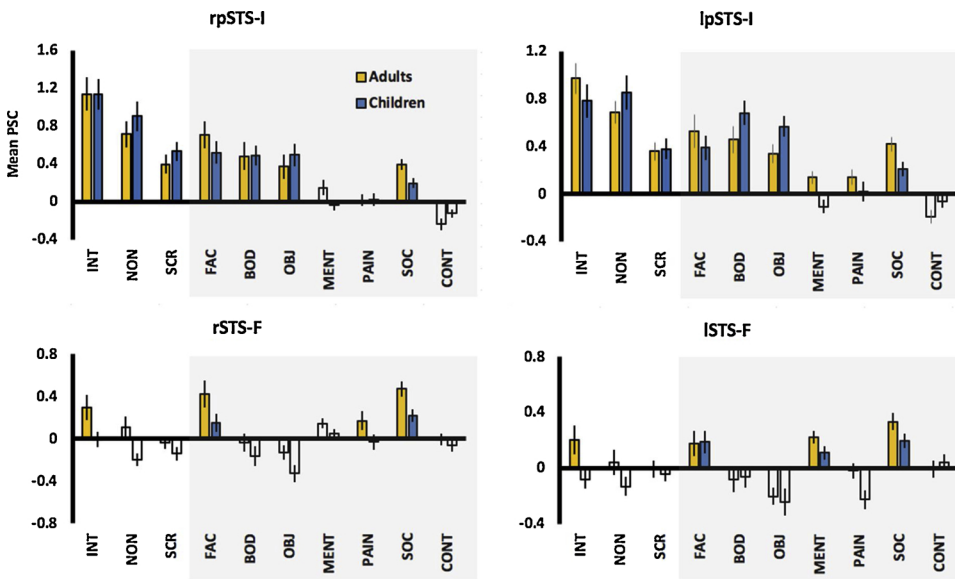 rpSTS-I
Mean PSC
1.6
1.2
0.8
0.4
0
-0.4
Adults
Children
INT NON SCR FAC BOD OBJ MENT PAIN SOC CONT
lpSTS-I
1.2
0.8
0.4
0
-0.4
INT NON SCR FAC BOD OBJ MENT PAIN SOC CONT
rSTS-F
0.8
0.4
0
-0.4
-0.8
INT NON SCR FAC BOD OBJ MENT PAIN SOC CONT
lSTS-F
0.8
0.4
0
-0.4
INT NON SCR FAC BOD OBJ MENT PAIN SOC CONT